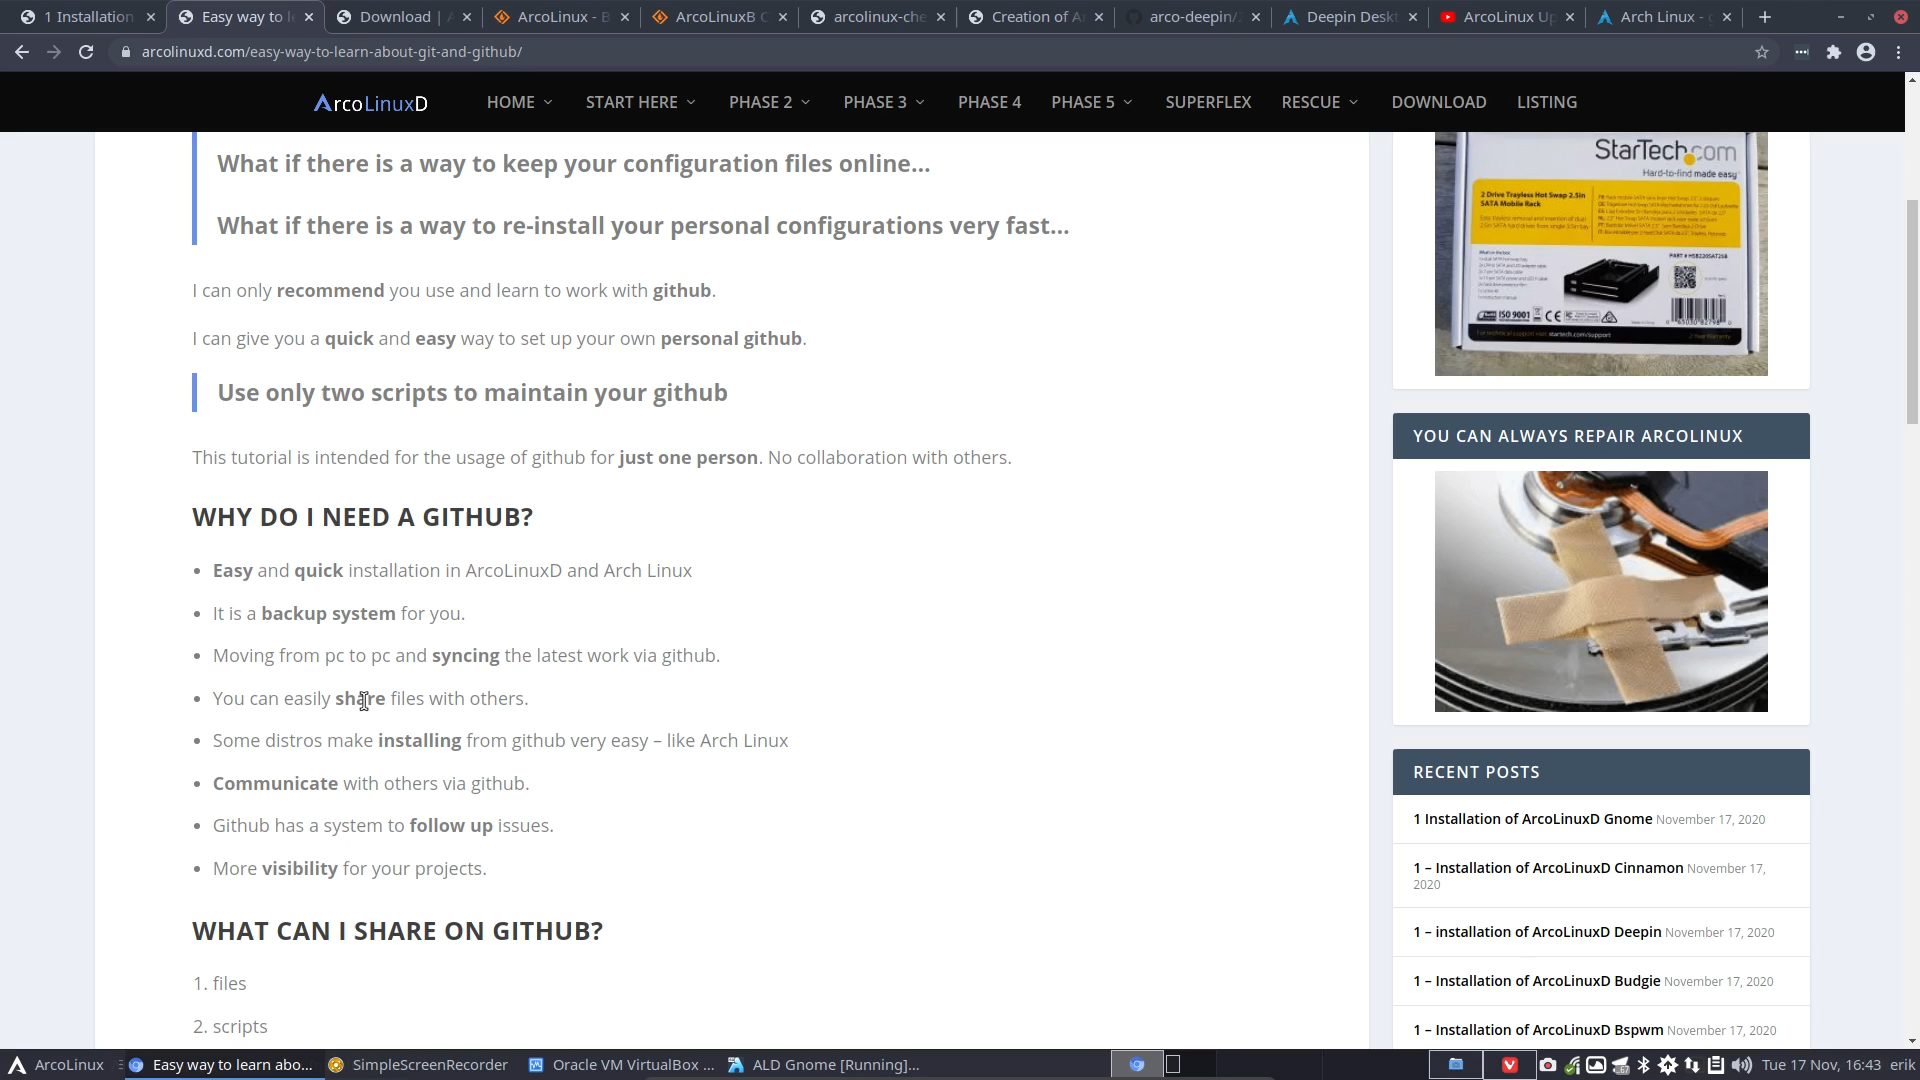 1 Installation
Easy way to l
Download | A
ArcoLinux - B
ArcoLinuxB C
arcolinux-che
Creation of A
arco-deepin/
Deepin Deskt
ArcoLinux Up
Arch Linux - g
arcolinuxd.com/easy-way-to-learn-about-git-and-github/
ArcoLinuxD
HOME
START HERE
PHASE 2
PHASE 3
PHASE 4
PHASE 5
SUPERFLEX
RESCUE
DOWNLOAD
LISTING
What if there is a way to keep your configuration files online…
What if there is a way to re-install your personal configurations very fast…
I can only recommend you use and learn to work with github.
I can give you a quick and easy way to set up your own personal github.
Use only two scripts to maintain your github
This tutorial is intended for the usage of github for just one person. No collaboration with others.
WHY DO I NEED A GITHUB?
• Easy and quick installation in ArcoLinuxD and Arch Linux
• It is a backup system for you.
• Moving from pc to pc and syncing the latest work via github.
• You can easily share files with others.
• Some distros make installing from github very easy – like Arch Linux
• Communicate with others via github.
• Github has a system to follow up issues.
• More visibility for your projects.
WHAT CAN I SHARE ON GITHUB?
1. files
2. scripts
StarTech.com
Hard-to-find made easy
2 Drive Trayless Hot Swap 2.5in
SATA Mobile Rack
PART # HSB220SAT25B
ISO 9001
YOU CAN ALWAYS REPAIR ARCOLINUX
RECENT POSTS
1 Installation of ArcoLinuxD Gnome November 17, 2020
1 – Installation of ArcoLinuxD Cinnamon November 17,
2020
1 – installation of ArcoLinuxD Deepin November 17, 2020
1 – Installation of ArcoLinuxD Budgie November 17, 2020
1 – Installation of ArcoLinuxD Bspwm November 17, 2020
ArcoLinux
Easy way to learn abo...
SimpleScreenRecorder
Oracle VM VirtualBox ...
ALD Gnome [Running]...
Tue 17 Nov, 16:43
erik